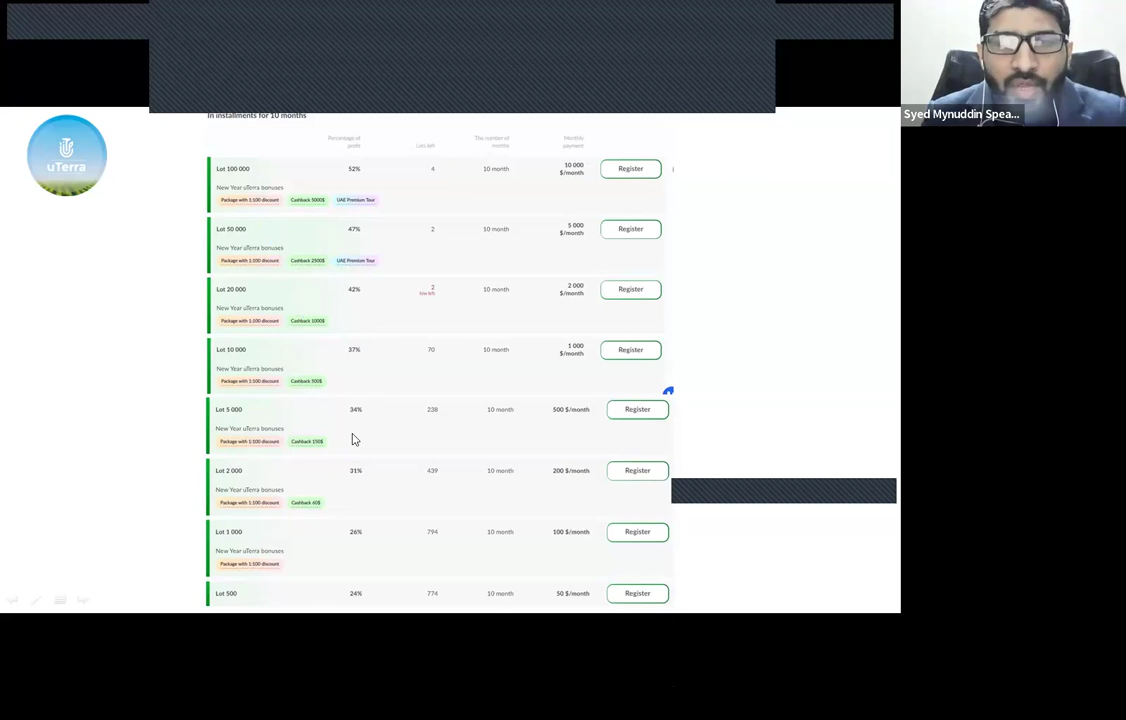 Syed Mynuddin Spea...
In installments for 10 months
uTerra
Percentage of profit Lots left The number of months Monthly payment
Lot 100 000 52% 4 10 month 10 000 $/month Register
New Year uTerra bonuses
Package with 1:100 discount Cashback 5000$ UAE Premium Tour
Lot 50 000 47% 2 10 month 5 000 $/month Register
New Year uTerra bonuses
Package with 1:100 discount Cashback 2500$ UAE Premium Tour
Lot 20 000 42% 2 10 month 2 000 $/month Register
few left
New Year uTerra bonuses
Package with 1:100 discount Cashback 1000$
Lot 10 000 37% 70 10 month 1 000 $/month Register
New Year uTerra bonuses
Package with 1:100 discount Cashback 500$
Lot 5 000 34% 238 10 month 500 $/month Register
New Year uTerra bonuses
Package with 1:100 discount Cashback 150$
Lot 2 000 31% 439 10 month 200 $/month Register
New Year uTerra bonuses
Package with 1:100 discount Cashback 60$
Lot 1 000 26% 794 10 month 100 $/month Register
New Year uTerra bonuses
Package with 1:100 discount
Lot 500 24% 774 10 month 50 $/month Register